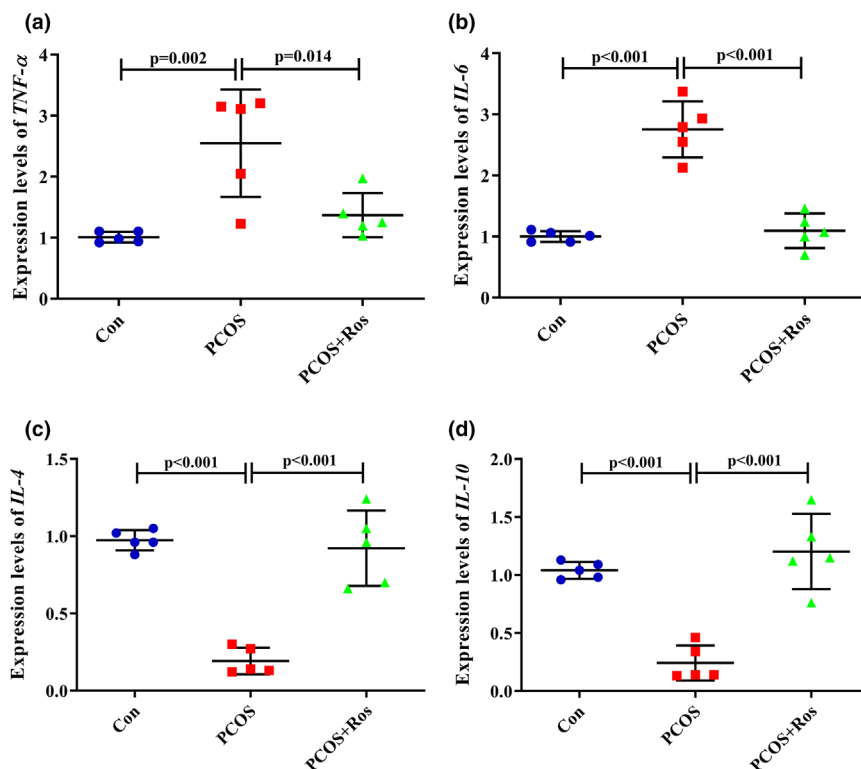 (a)
p=0.002 p=0.014
Expression levels of TNF-α
4
3
2
1
0
Con PCOS PCOS+Ros
(b)
p<0.001 p<0.001
Expression levels of IL-6
4
3
2
1
0
Con PCOS PCOS+Ros
(c)
p<0.001 p<0.001
Expression levels of IL-4
1.5
1.0
0.5
0.0
Con PCOS PCOS+Ros
(d)
p<0.001 p<0.001
Expression levels of IL-10
2.0
1.5
1.0
0.5
0.0
Con PCOS PCOS+Ros